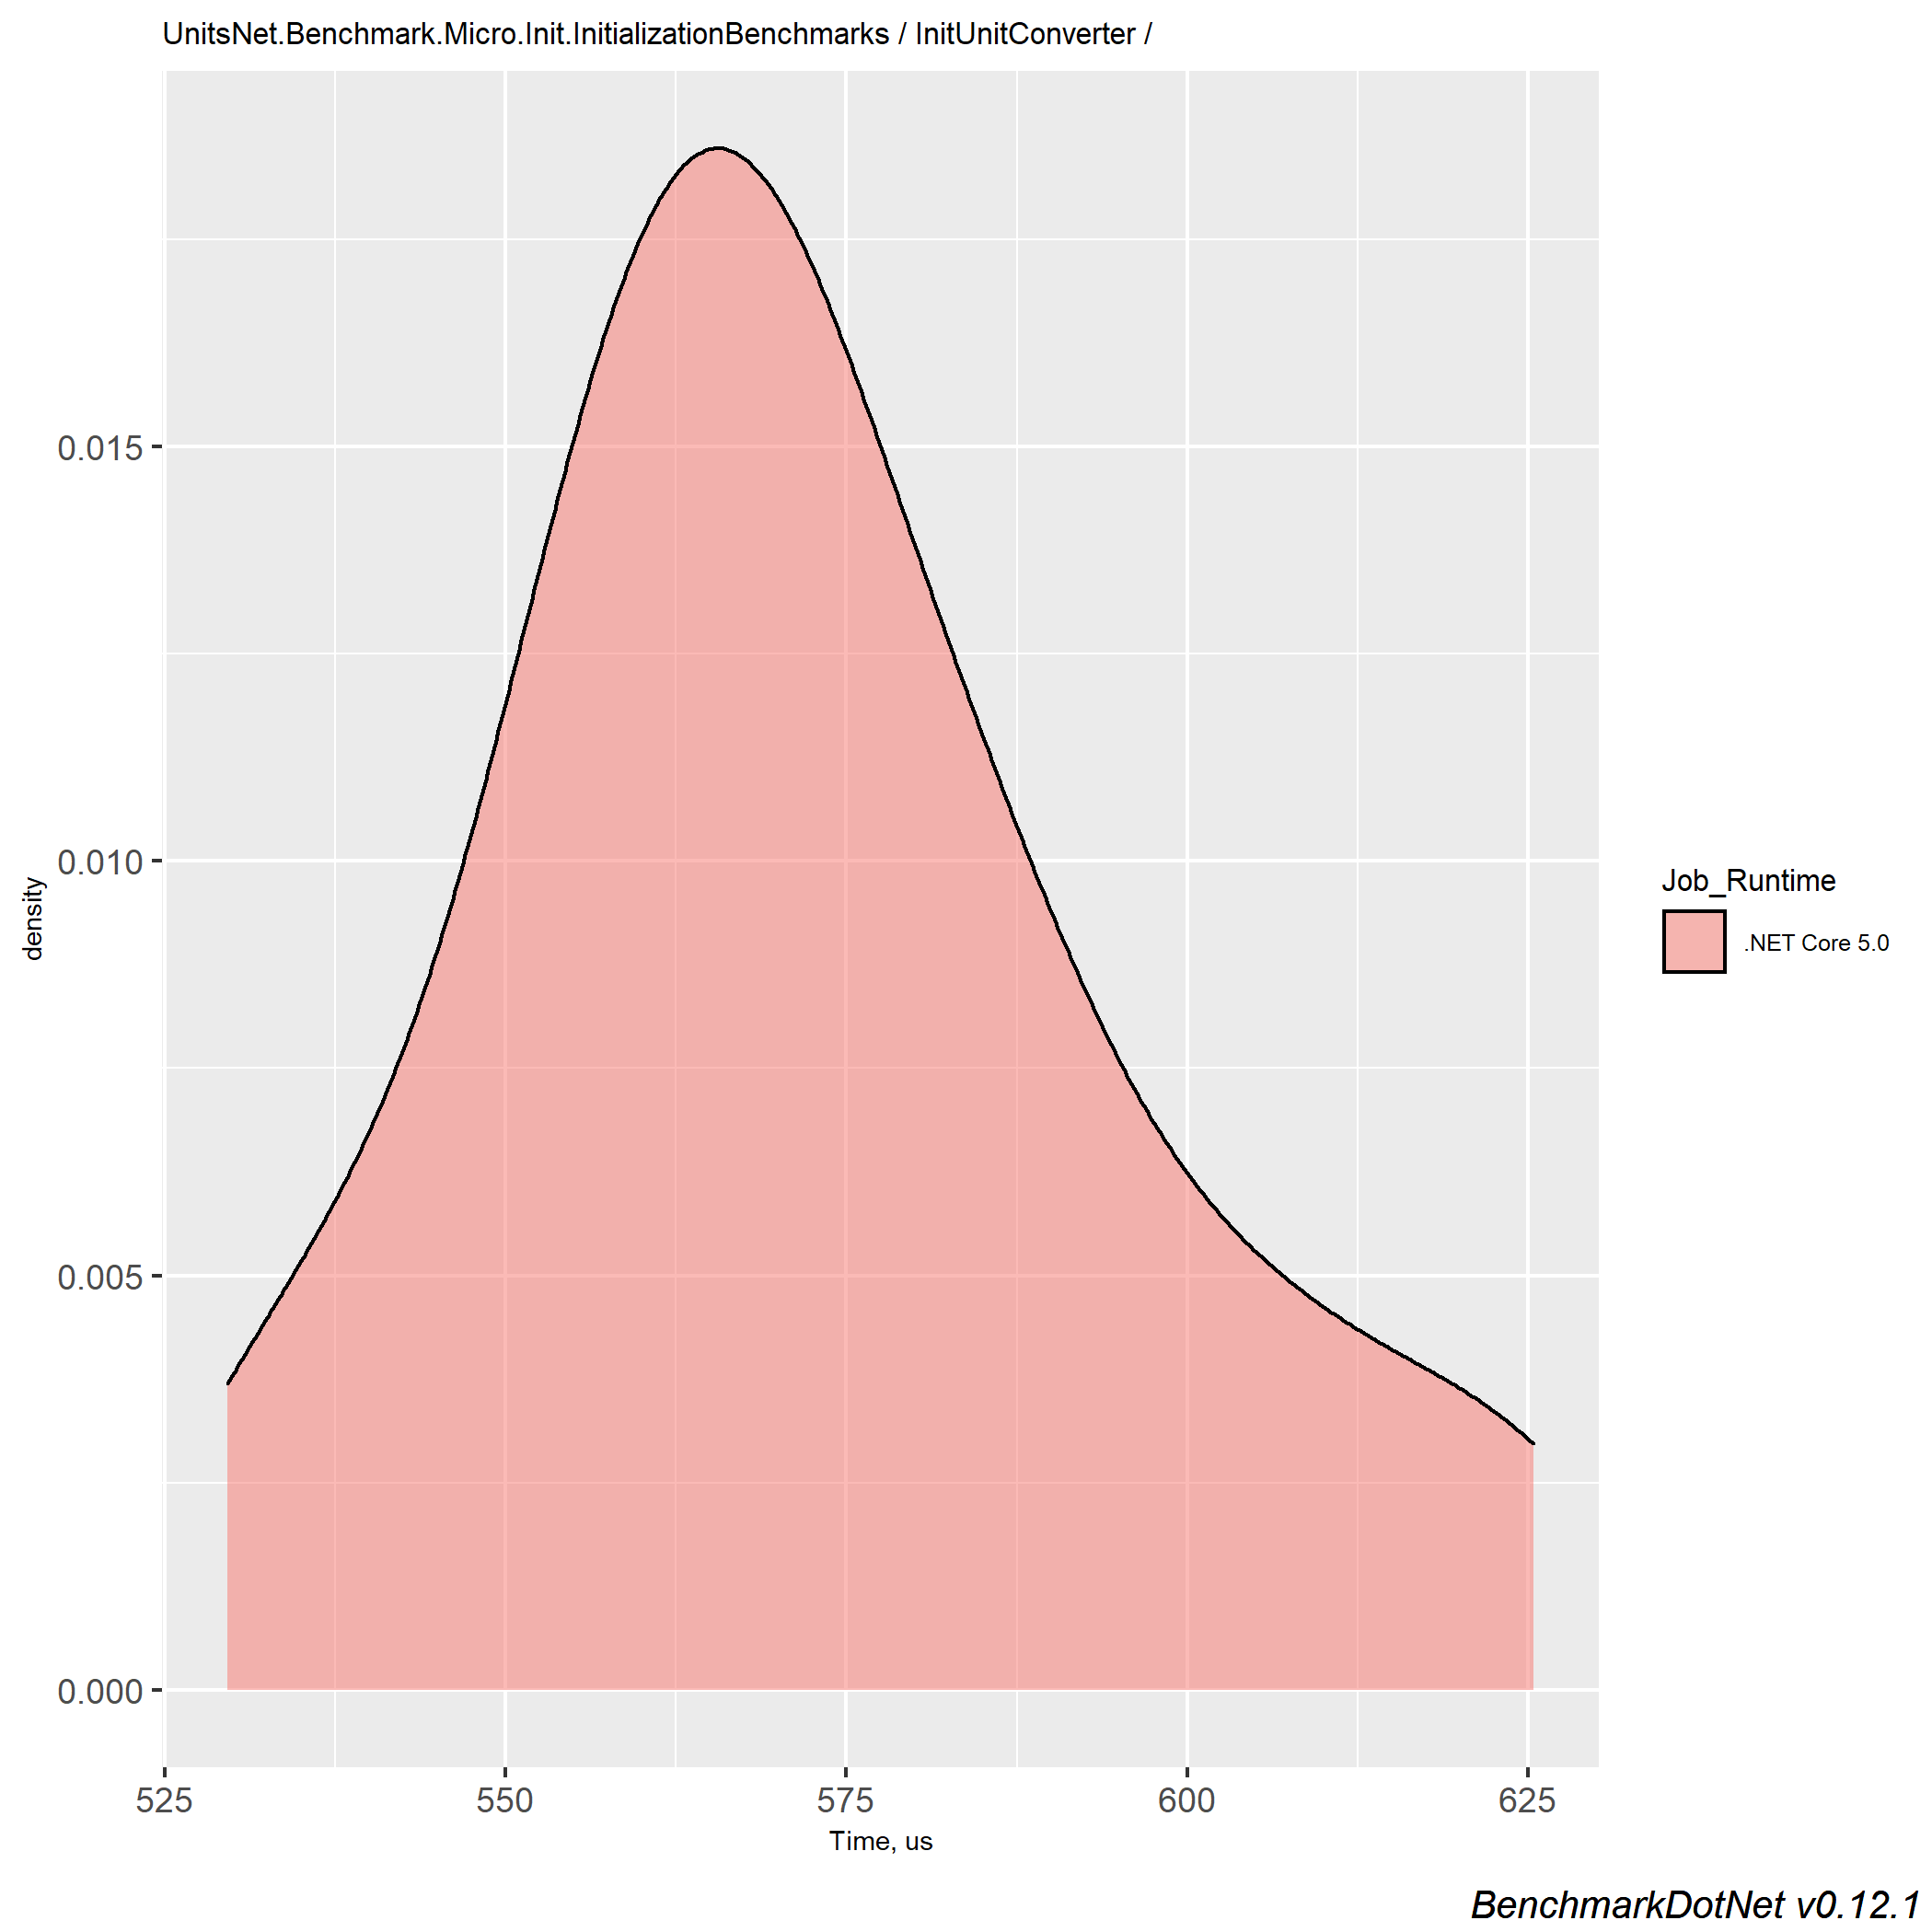 UnitsNet.Benchmark.Micro.Init.InitializationBenchmarks / InitUnitConverter /
0.015
0.010
0.005
0.000
density
525 550 575 600 625
Time, us
Job_Runtime
.NET Core 5.0
BenchmarkDotNet v0.12.1